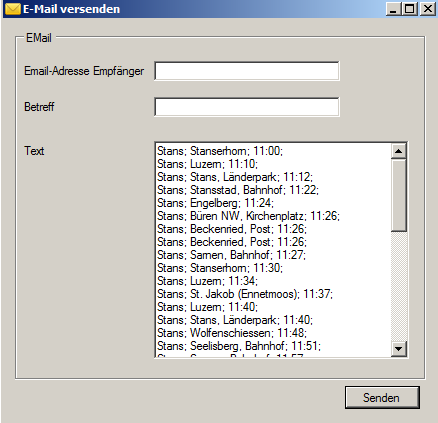 E-Mail versenden
EMail
Email-Adresse Empfänger
Betreff
Text
Stans; Stanserhorn; 11:00;
Stans; Luzern; 11:10;
Stans; Stans, Länderpark; 11:12;
Stans; Stansstad, Bahnhof; 11:22;
Stans; Engelberg; 11:24;
Stans; Büren NW, Kirchenplatz; 11:26;
Stans; Beckenried, Post; 11:26;
Stans; Beckenried, Post; 11:26;
Stans; Sarnen, Bahnhof; 11:27;
Stans; Stanserhorn; 11:30;
Stans; Luzern; 11:34;
Stans; St. Jakob (Ennetmoos); 11:37;
Stans; Luzern; 11:40;
Stans; Stans, Länderpark; 11:40;
Stans; Wolfenschiessen; 11:48;
Stans; Seelisberg, Bahnhof; 11:51;
Senden